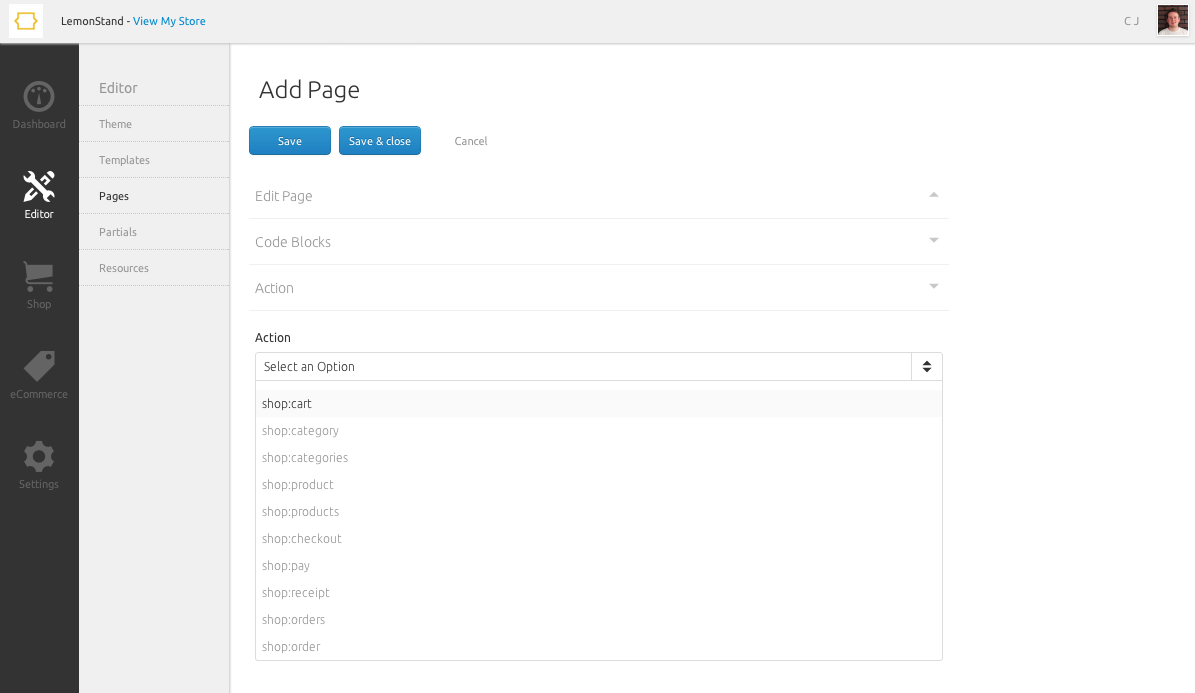 LemonStand - View My Store
C J
Dashboard
Editor
Shop
eCommerce
Settings
Editor
Theme
Templates
Pages
Partials
Resources
Add Page
Save
Save & close
Cancel
Edit Page
Code Blocks
Action
Action
Select an Option
shop:cart
shop:category
shop:categories
shop:product
shop:products
shop:checkout
shop:pay
shop:receipt
shop:orders
shop:order